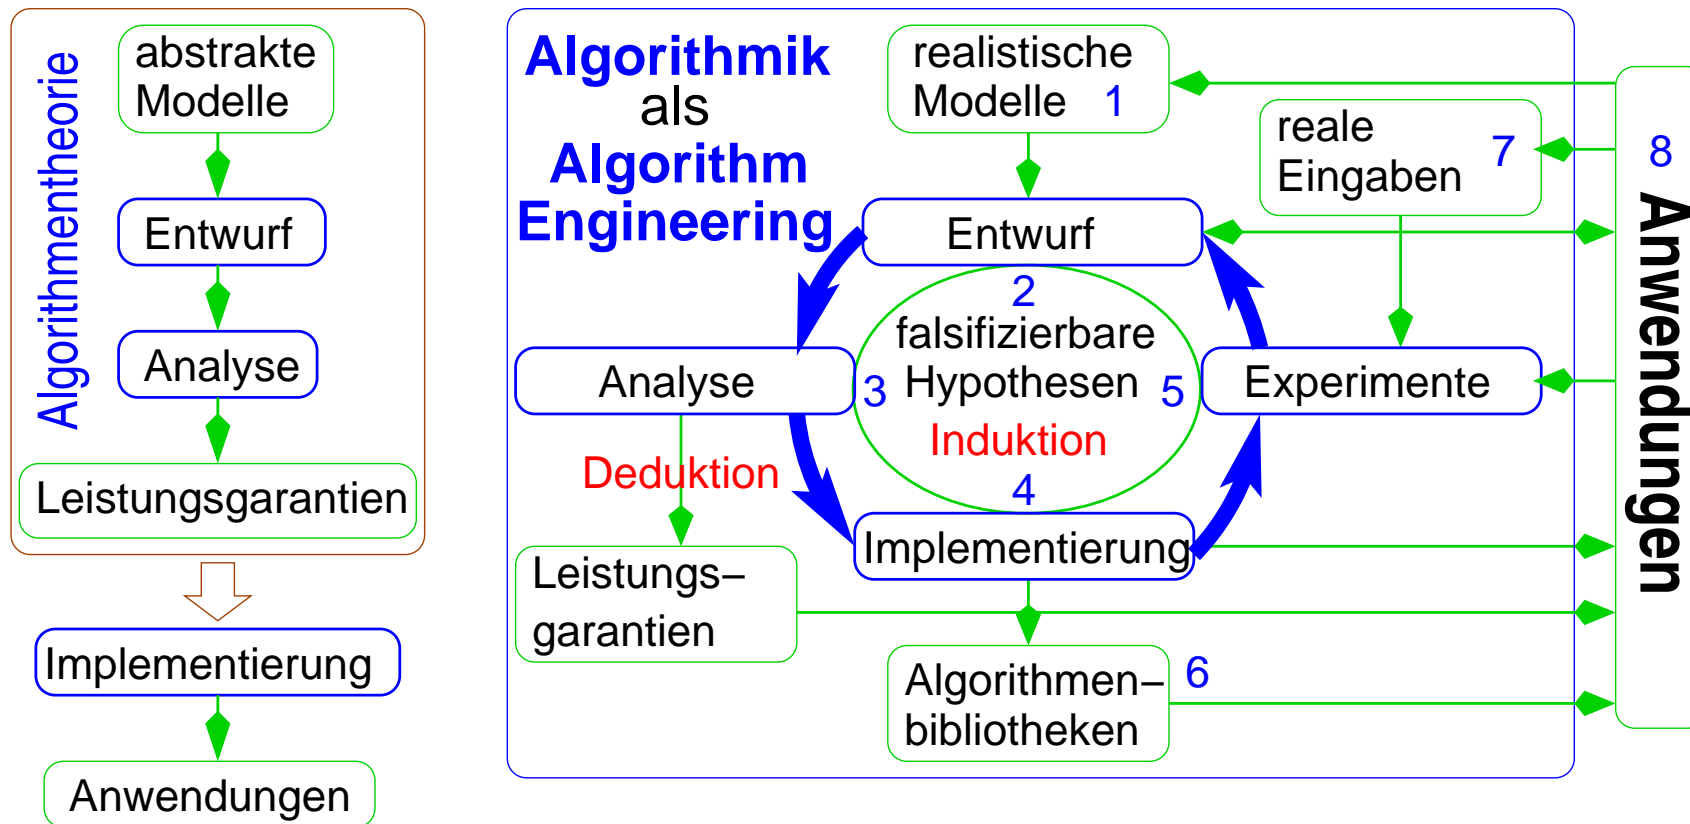 Algorithmentheorie
abstrakte
Modelle
Entwurf
Analyse
Leistungsgarantien
Implementierung
Anwendungen
Algorithmik
als
Algorithm
Engineering
realistische
Modelle 1
reale
Eingaben 7
Entwurf
2
falsifizierbare
Hypothesen
Analyse
3
5
Experimente
Induktion
Deduktion
4
Implementierung
Leistungs–
garantien
Algorithmen–
bibliotheken
6
8
Anwendungen